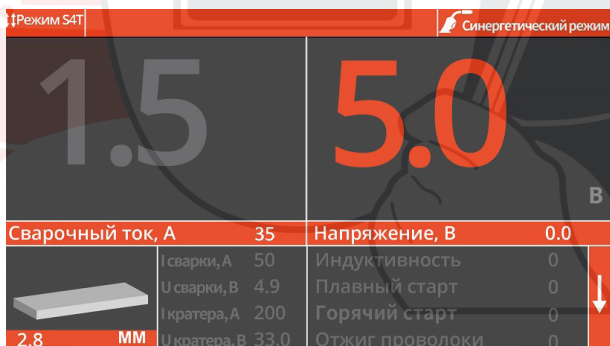 Режим S4T
Синергетический режим
1.5
5.0
В
Сварочный ток, А 35
Напряжение, В 0.0
I сварки, А 50
U сварки, В 4.9
I кратера, А 200
U кратера, В 33.0
Индуктивность 0
Плавный старт 0
Горячий старт 0
Отжиг проволоки 0
2.8 ММ